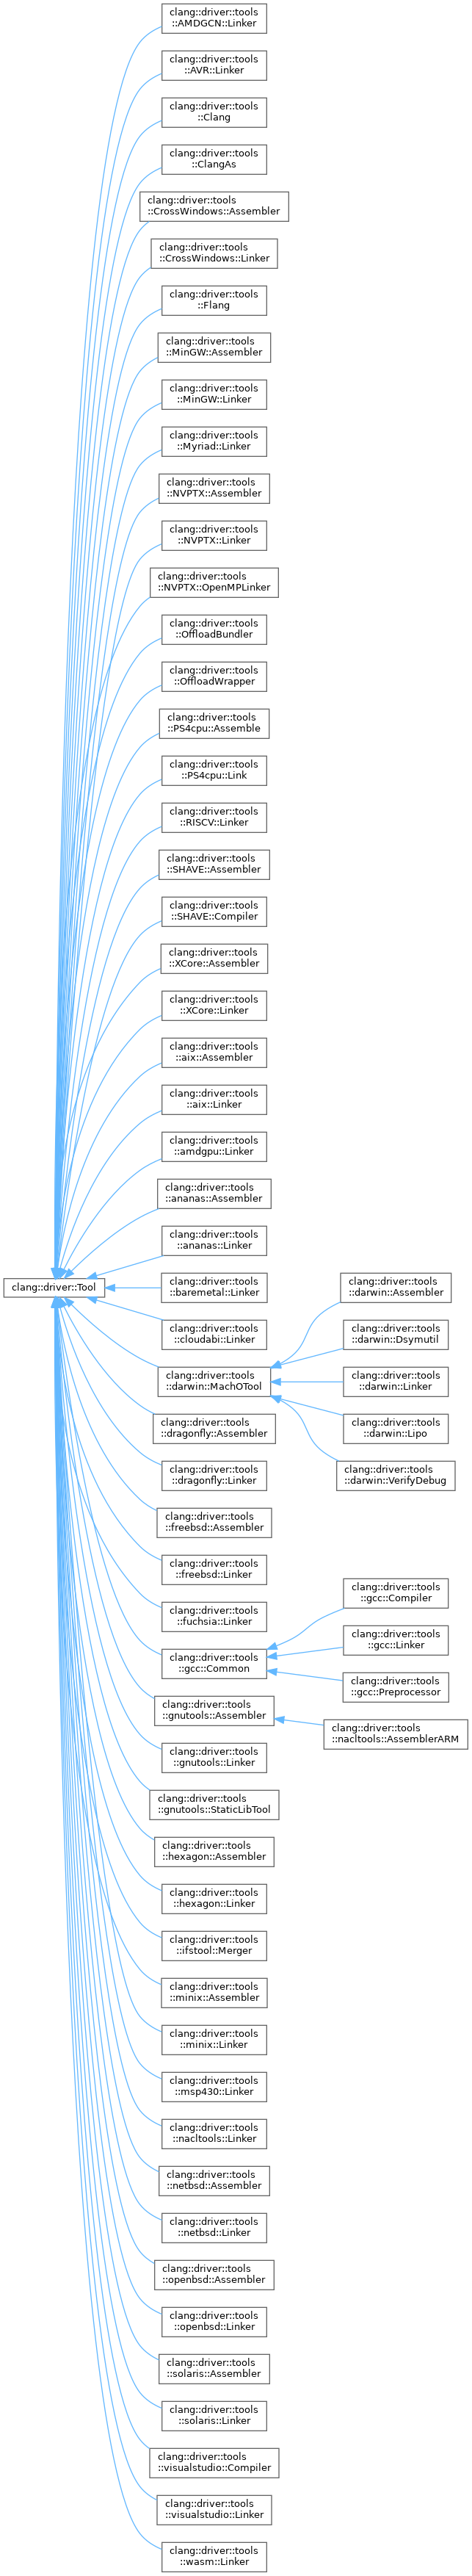 clang::driver::tools
::AMDGCN::Linker
clang::driver::tools
::AVR::Linker
clang::driver::tools
::Clang
clang::driver::tools
::ClangAs
clang::driver::tools
::CrossWindows::Assembler
clang::driver::tools
::CrossWindows::Linker
clang::driver::tools
::Flang
clang::driver::tools
::MinGW::Assembler
clang::driver::tools
::MinGW::Linker
clang::driver::tools
::Myriad::Linker
clang::driver::tools
::NVPTX::Assembler
clang::driver::tools
::NVPTX::Linker
clang::driver::tools
::NVPTX::OpenMPLinker
clang::driver::tools
::OffloadBundler
clang::driver::tools
::OffloadWrapper
clang::driver::tools
::PS4cpu::Assemble
clang::driver::tools
::PS4cpu::Link
clang::driver::tools
::RISCV::Linker
clang::driver::tools
::SHAVE::Assembler
clang::driver::tools
::SHAVE::Compiler
clang::driver::tools
::XCore::Assembler
clang::driver::tools
::XCore::Linker
clang::driver::tools
::aix::Assembler
clang::driver::tools
::aix::Linker
clang::driver::tools
::amdgpu::Linker
clang::driver::tools
::ananas::Assembler
clang::driver::tools
::ananas::Linker
clang::driver::Tool
clang::driver::tools
::baremetal::Linker
clang::driver::tools
::cloudabi::Linker
clang::driver::tools
::darwin::MachOTool
clang::driver::tools
::darwin::Assembler
clang::driver::tools
::darwin::Dsymutil
clang::driver::tools
::darwin::Linker
clang::driver::tools
::darwin::Lipo
clang::driver::tools
::darwin::VerifyDebug
clang::driver::tools
::dragonfly::Assembler
clang::driver::tools
::dragonfly::Linker
clang::driver::tools
::freebsd::Assembler
clang::driver::tools
::freebsd::Linker
clang::driver::tools
::fuchsia::Linker
clang::driver::tools
::gcc::Common
clang::driver::tools
::gcc::Compiler
clang::driver::tools
::gcc::Linker
clang::driver::tools
::gcc::Preprocessor
clang::driver::tools
::gnutools::Assembler
clang::driver::tools
::nacltools::AssemblerARM
clang::driver::tools
::gnutools::Linker
clang::driver::tools
::gnutools::StaticLibTool
clang::driver::tools
::hexagon::Assembler
clang::driver::tools
::hexagon::Linker
clang::driver::tools
::ifstool::Merger
clang::driver::tools
::minix::Assembler
clang::driver::tools
::minix::Linker
clang::driver::tools
::msp430::Linker
clang::driver::tools
::nacltools::Linker
clang::driver::tools
::netbsd::Assembler
clang::driver::tools
::netbsd::Linker
clang::driver::tools
::openbsd::Assembler
clang::driver::tools
::openbsd::Linker
clang::driver::tools
::solaris::Assembler
clang::driver::tools
::solaris::Linker
clang::driver::tools
::visualstudio::Compiler
clang::driver::tools
::visualstudio::Linker
clang::driver::tools
::wasm::Linker